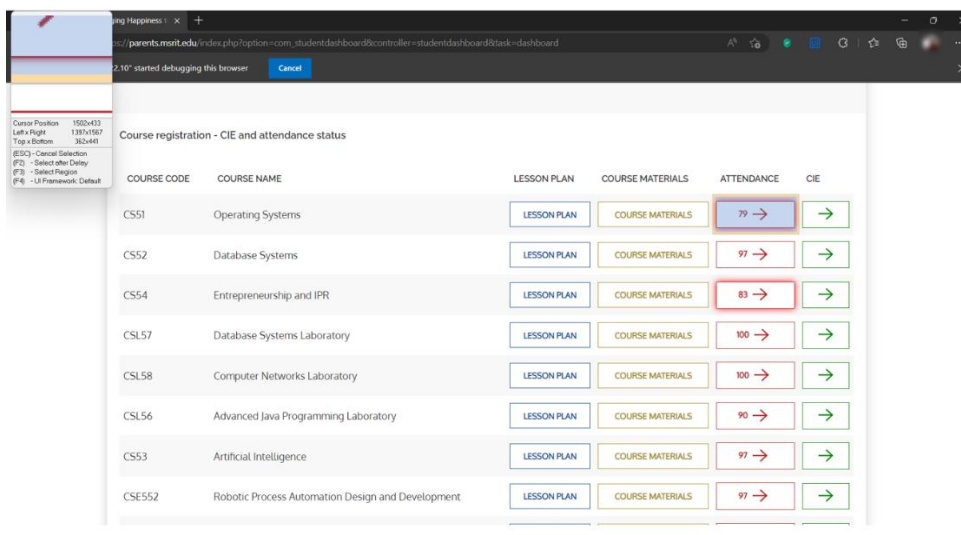 ging Happiness
ps://parents.msrit.edu/index.php?option=com_studentdashboard&controller=studentdashboard&task=dashboard
2.10" started debugging this browser Cancel
Cursor Position 1502x433
Left x Right 1397x1567
Top x Bottom 362x441
(ESC) - Cancel Selection
(F2) - Select after Delay
(F3) - Select Region
(F4) - UI Framework: Default
Course registration - CIE and attendance status
COURSE CODE COURSE NAME LESSON PLAN COURSE MATERIALS ATTENDANCE CIE
CS51 Operating Systems LESSON PLAN COURSE MATERIALS 79 →  →
CS52 Database Systems LESSON PLAN COURSE MATERIALS 97 →  →
CS54 Entrepreneurship and IPR LESSON PLAN COURSE MATERIALS 83 →  →
CSL57 Database Systems Laboratory LESSON PLAN COURSE MATERIALS 100 →  →
CSL58 Computer Networks Laboratory LESSON PLAN COURSE MATERIALS 100 →  →
CSL56 Advanced Java Programming Laboratory LESSON PLAN COURSE MATERIALS 90 →  →
CS53 Artificial Intelligence LESSON PLAN COURSE MATERIALS 97 →  →
CSE552 Robotic Process Automation Design and Development LESSON PLAN COURSE MATERIALS 97 →  →